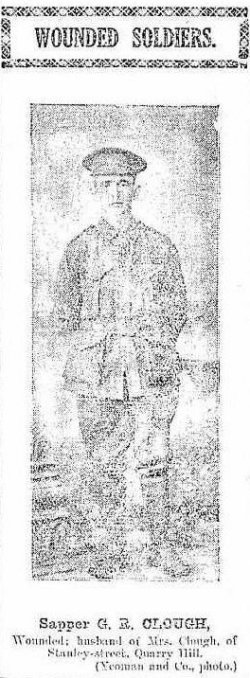 WOUNDED SOLDIERS.
Sapper G. R. CLOUGH,
Wounded; husband of Mrs. Clough, of
Stanley-street, Quarry Hill.
(Yeoman and Co., photo.)